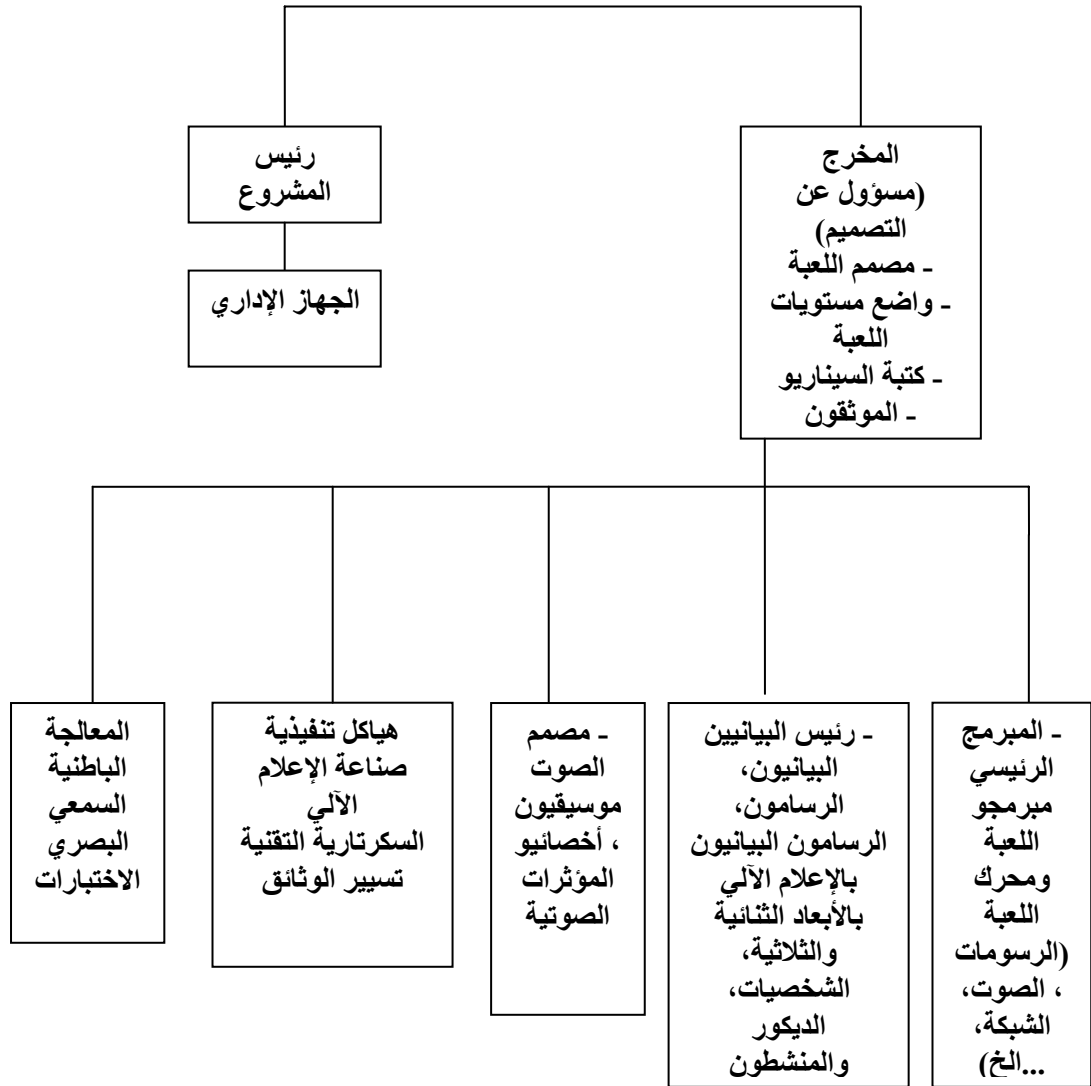 المخرج
(مسؤول عن
التصميم)
- مصمم اللعبة
- واضع مستويات
اللعبة
- كتبة السيناريو
- الموثقون
رئيس
المشروع
الجهاز الإداري
- المبرمج
الرئيسي
مبرمجو
اللعبة
ومحرك
اللعبة
(الرسومات
، الصوت،
الشبكة،
...الخ)
- رئيس البيانيين
البيانيون،
الرسامون،
الرسامون البيانيون
بالإعلام الآلي
بالأبعاد الثنائية
والثلاثية،
الشخصيات،
الديكور
والمنشطون
- مصمم
الصوت
موسيقيون
، أخصائيو
المؤثرات
الصوتية
هياكل تنفيذية
صناعة الإعلام
الآلي
السكرتارية التقنية
تسيير الوثائق
المعالجة
الباطنية
السمعي
البصري
الاختبارات